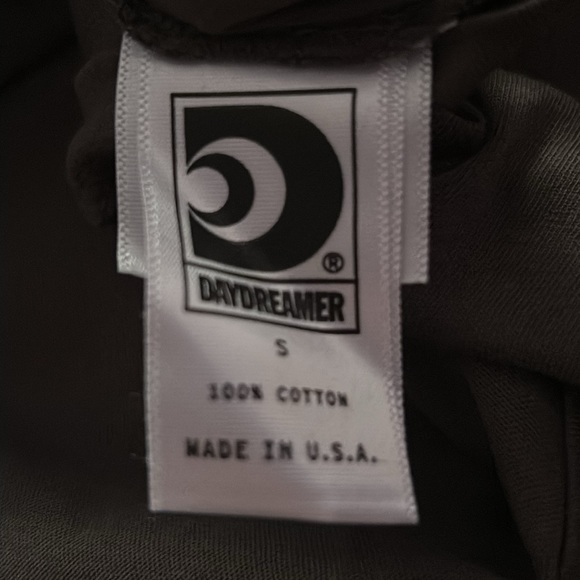 ®
DAYDREAMER
S
100% COTTON
MADE IN U.S.A.